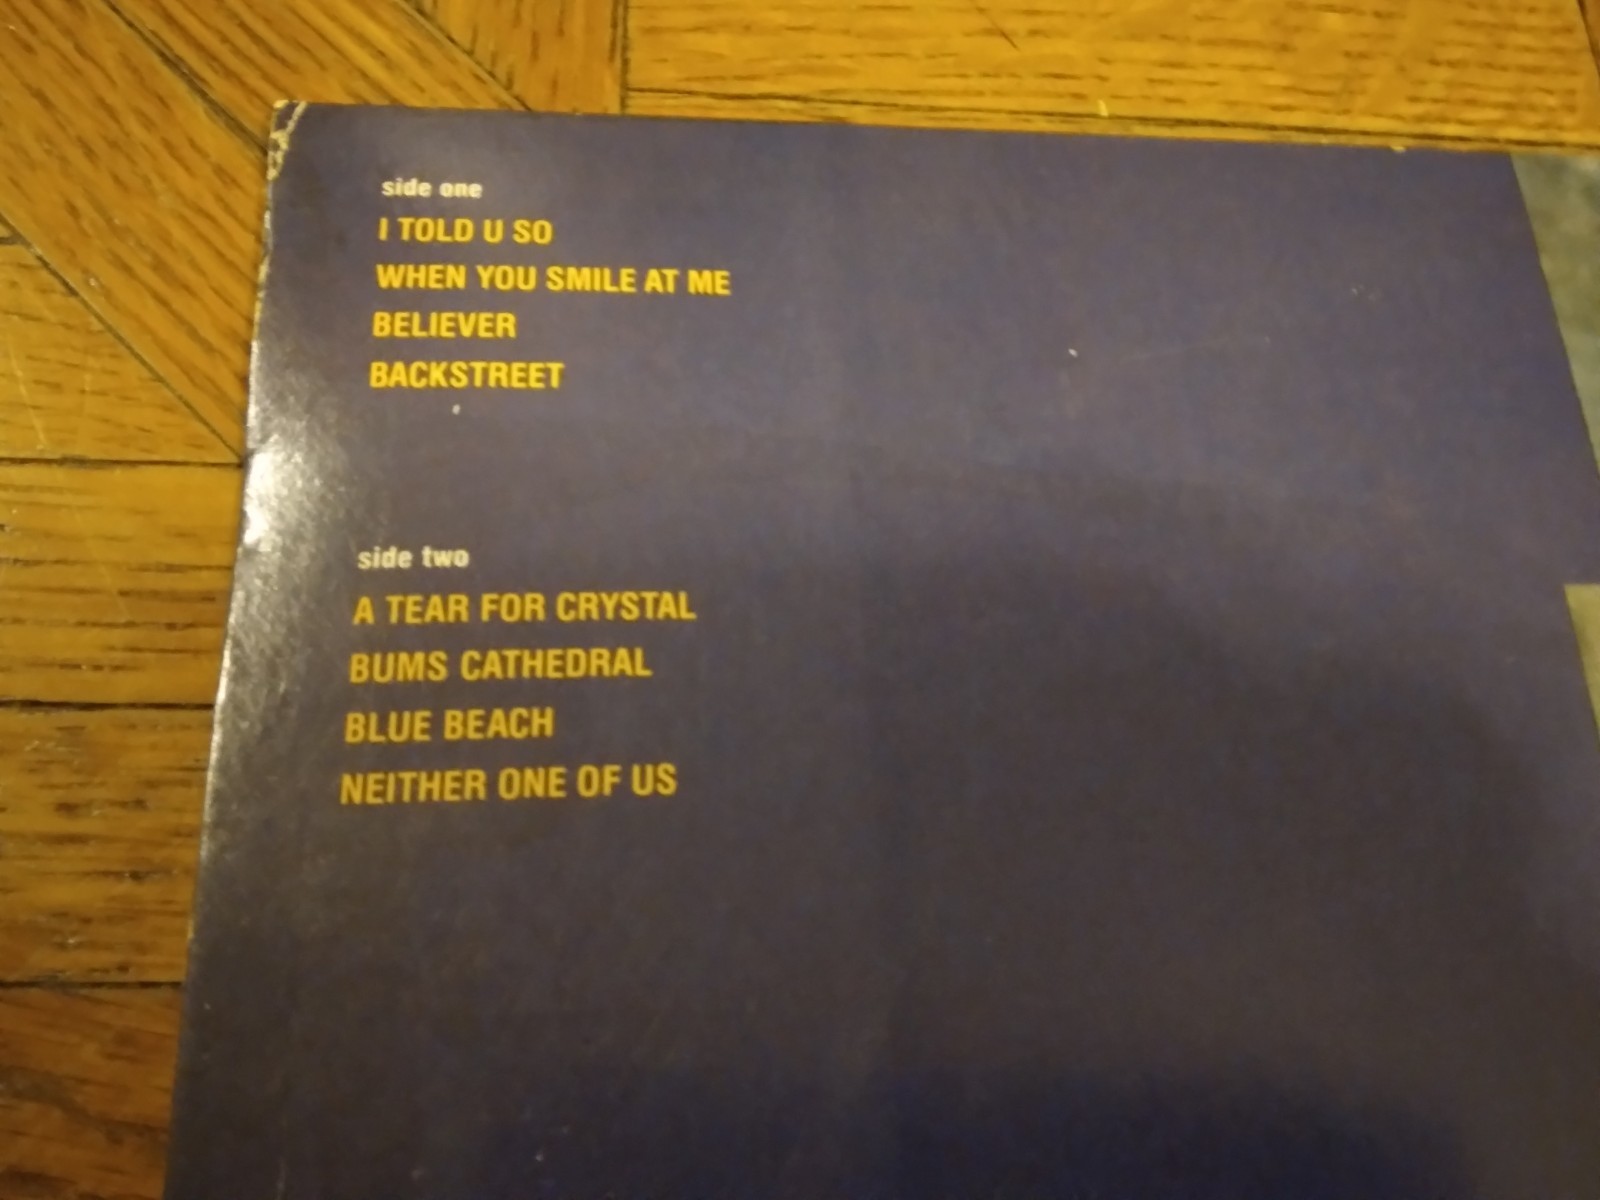 side one
I TOLD U SO
WHEN YOU SMILE AT ME
BELIEVER
BACKSTREET
side two
A TEAR FOR CRYSTAL
BUMS CATHEDRAL
BLUE BEACH
NEITHER ONE OF US